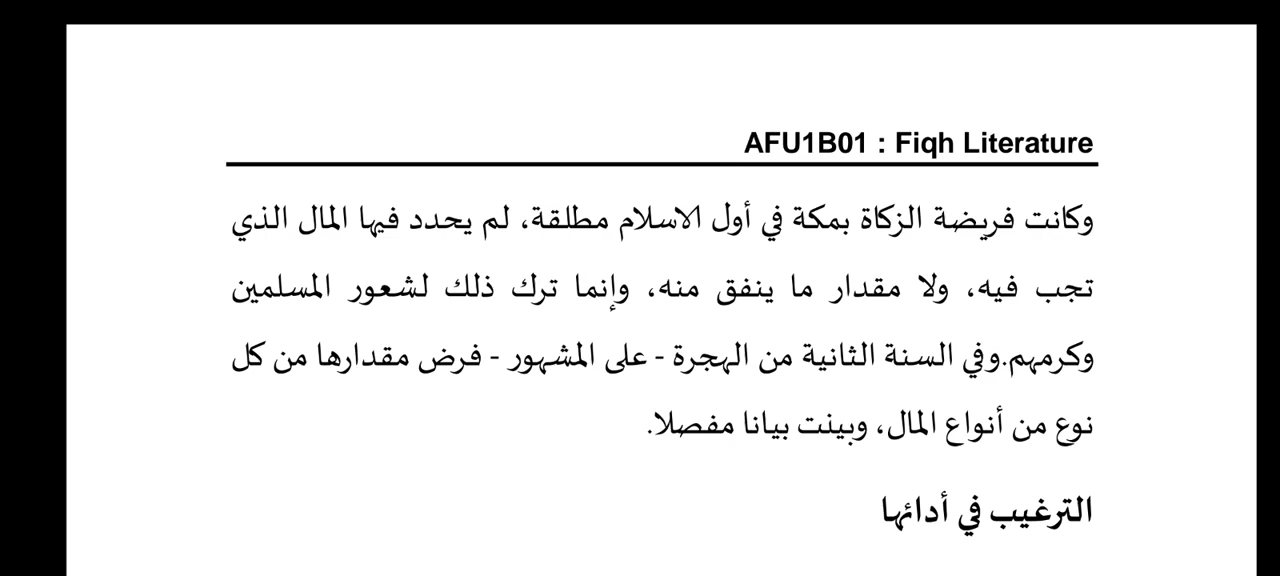 AFU1B01 : Fiqh Literature
وكانت فريضة الزكاة بمكة في أول الاسلام مطلقة، لم يحدد فيها المال الذي
تجب فيه، ولا مقدار ما ينفق منه، وإنما ترك ذلك لشعور المسلمين
وكرمهم.وفي السنة الثانية من الهجرة - على المشهور - فرض مقدارها من كل
نوع من أنواع المال، وبينت بيانا مفصلا.
الترغيب في أدائها